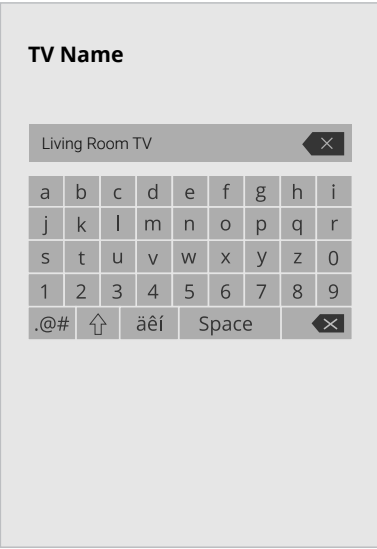 TV Name
Living Room TV
a b c d e f g h i
j k l m n o p q r
s t u v w x y z 0
1 2 3 4 5 6 7 8 9
.@# äêí Space